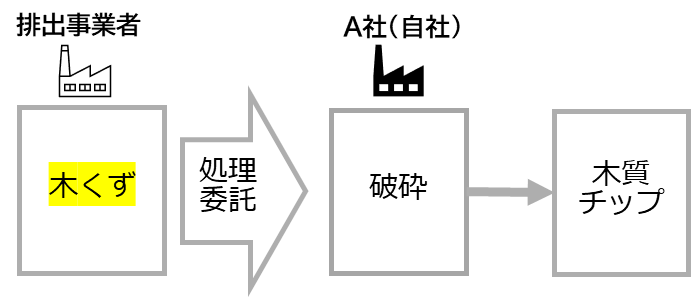 排出事業者
A社(自社)
木くず
処理
委託
破砕
木質
チップ